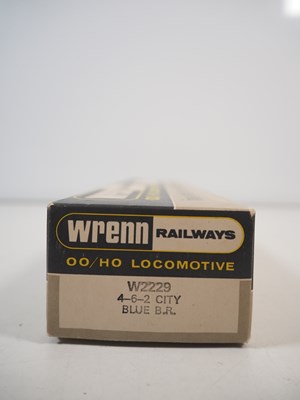 wrenn RAILWAYS
OO/HO LOCOMOTIVE
W2229
4-6-2 CITY
BLUE B.R.